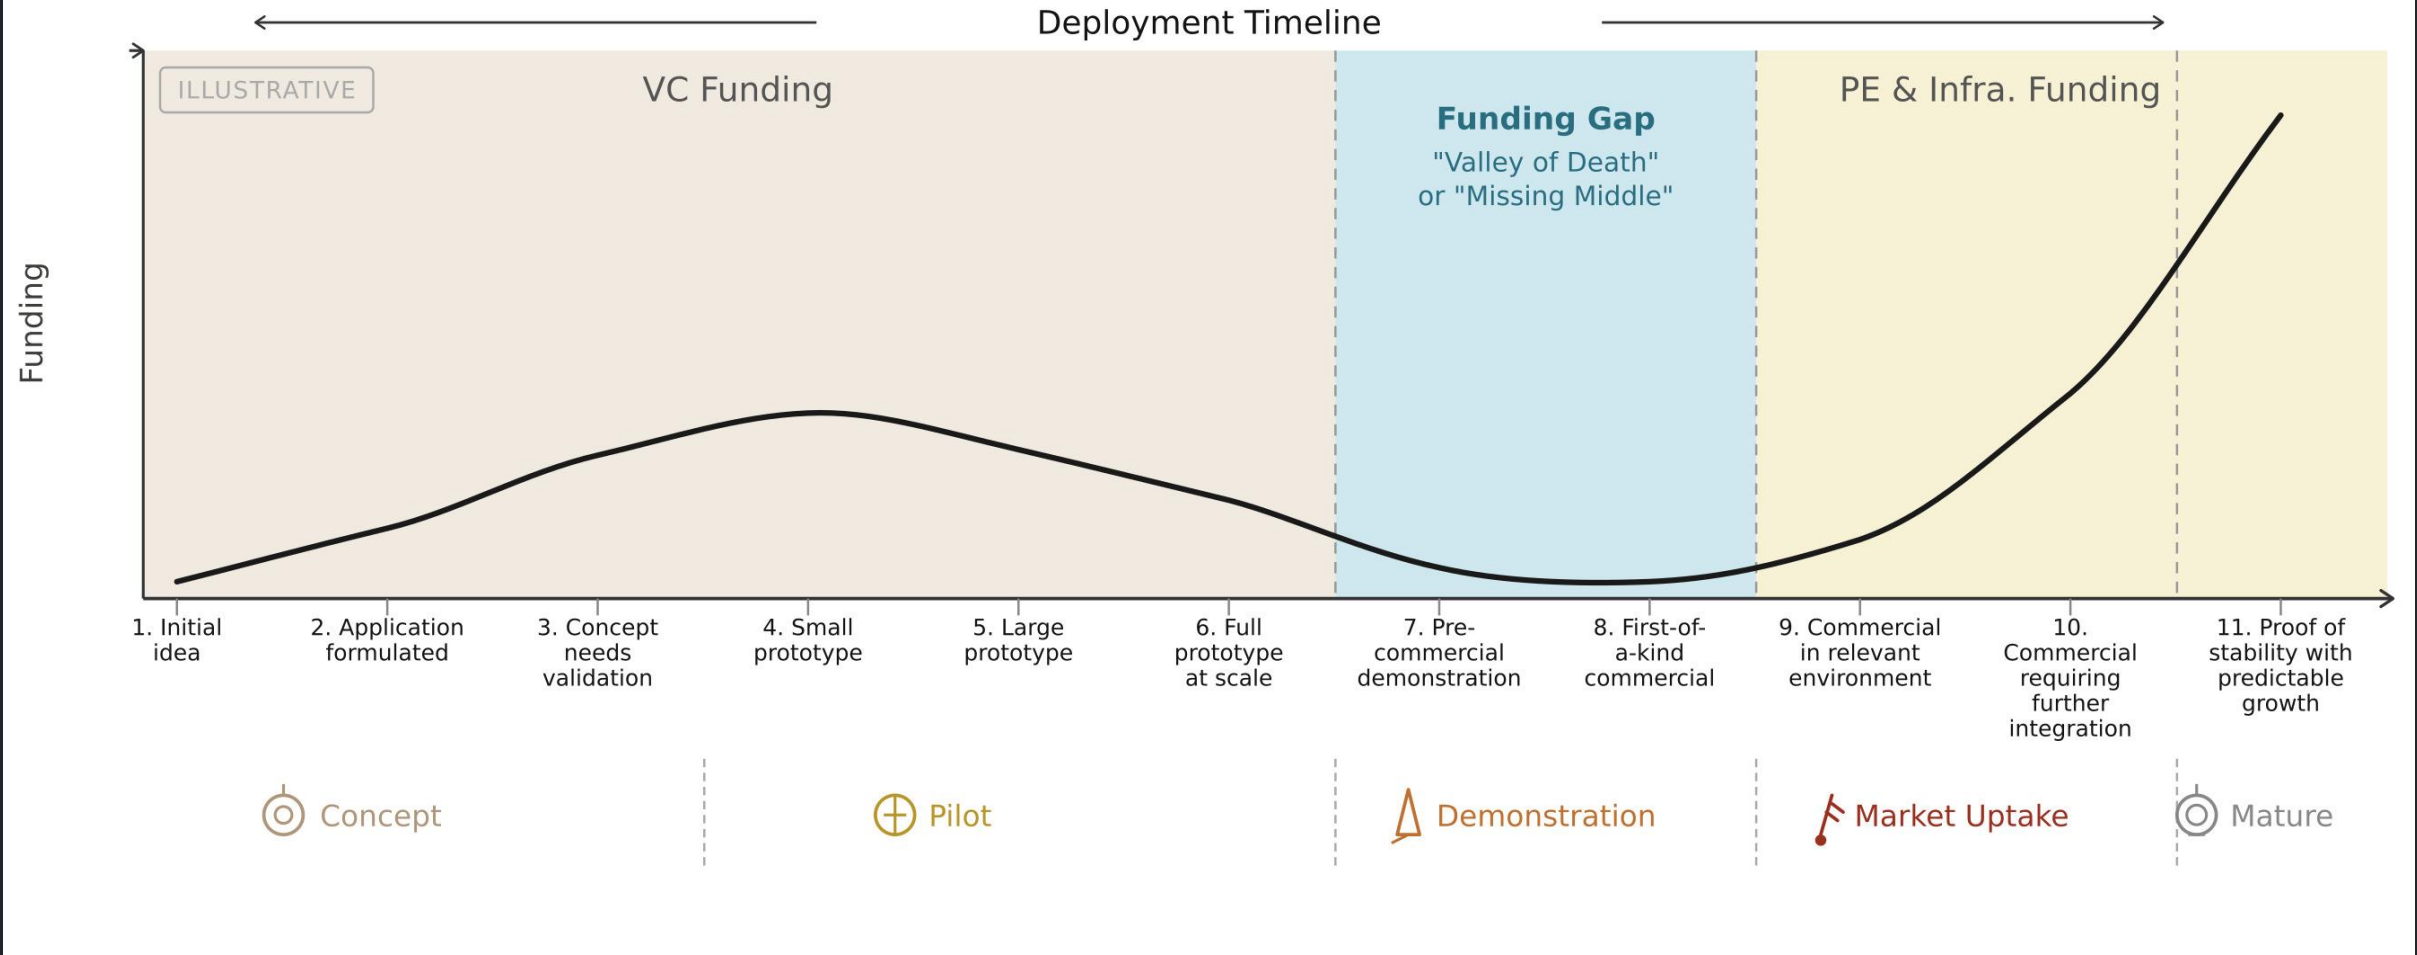 Deployment Timeline
ILLUSTRATIVE
VC Funding
PE & Infra. Funding
Funding Gap
"Valley of Death"
or "Missing Middle"
Funding
1. Initial
idea
2. Application
formulated
3. Concept
needs
validation
4. Small
prototype
5. Large
prototype
6. Full
prototype
at scale
7. Pre-
commercial
demonstration
8. First-of-
a-kind
commercial
9. Commercial
in relevant
environment
10.
Commercial
requiring
further
integration
11. Proof of
stability with
predictable
growth
Concept
Pilot
Demonstration
Market Uptake
Mature